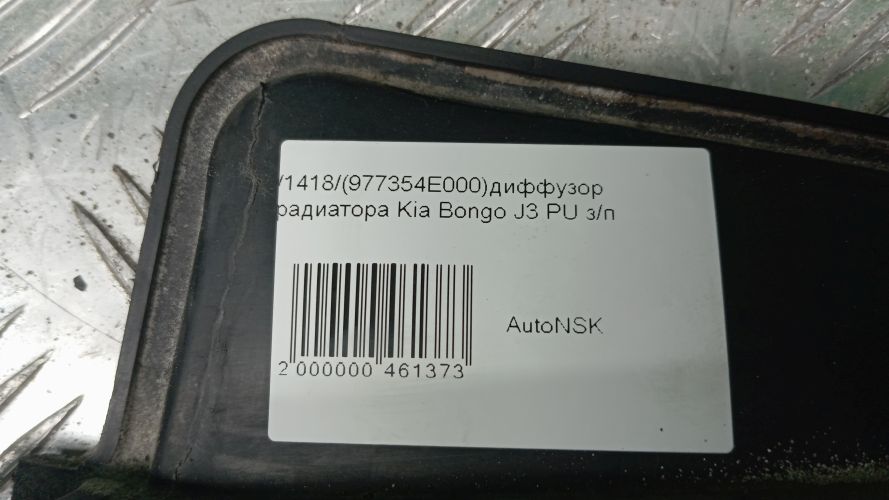 /1418/(977354E000)диффузор
радиатора Kia Bongo J3 PU з/п
AutoNSK
2 000000 461373